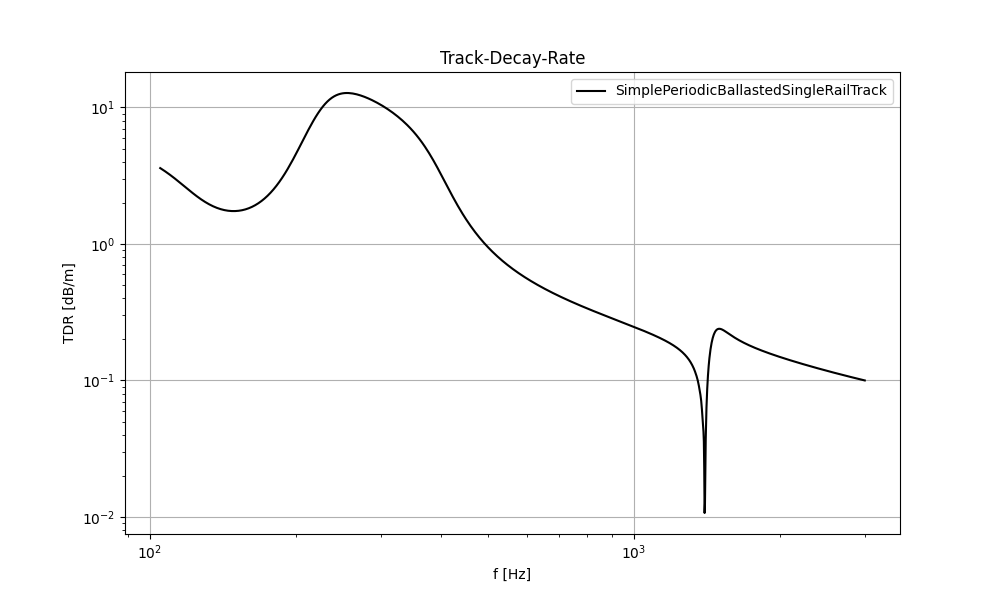 Track-Decay-Rate
SimplePeriodicBallastedSingleRailTrack
TDR [dB/m]
10¹
10⁰
10⁻¹
10⁻²
10²
10³
f [Hz]